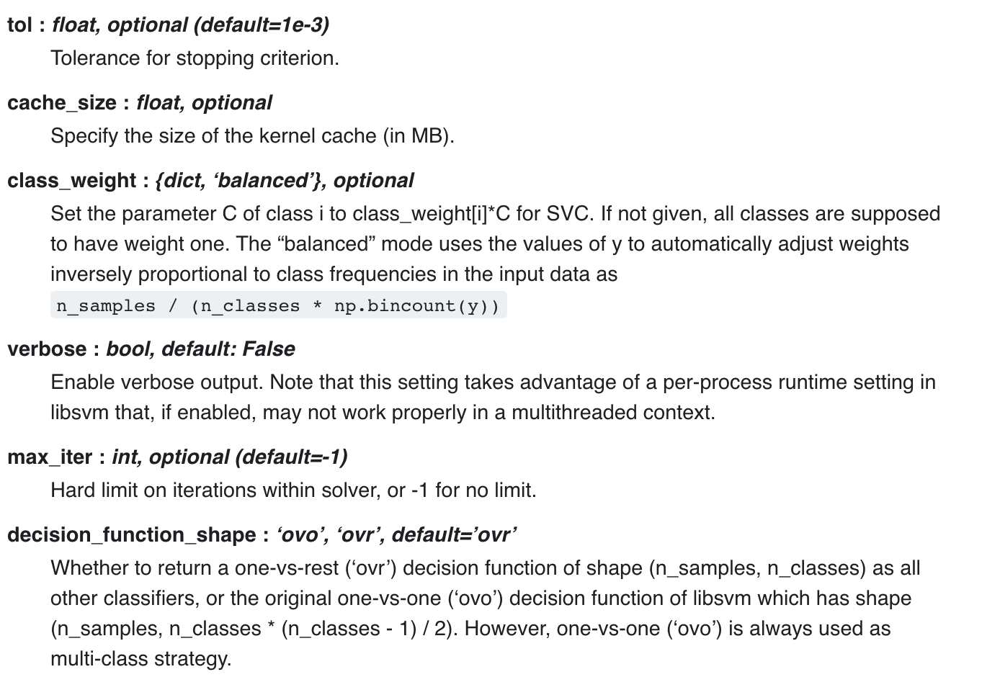 tol : float, optional (default=1e-3)
Tolerance for stopping criterion.
cache_size : float, optional
Specify the size of the kernel cache (in MB).
class_weight : {dict, ‘balanced’}, optional
Set the parameter C of class i to class_weight[i]*C for SVC. If not given, all classes are supposed
to have weight one. The “balanced” mode uses the values of y to automatically adjust weights
inversely proportional to class frequencies in the input data as
n_samples / (n_classes * np.bincount(y))
verbose : bool, default: False
Enable verbose output. Note that this setting takes advantage of a per-process runtime setting in
libsvm that, if enabled, may not work properly in a multithreaded context.
max_iter : int, optional (default=-1)
Hard limit on iterations within solver, or -1 for no limit.
decision_function_shape : ‘ovo’, ‘ovr’, default=’ovr’
Whether to return a one-vs-rest (‘ovr’) decision function of shape (n_samples, n_classes) as all
other classifiers, or the original one-vs-one (‘ovo’) decision function of libsvm which has shape
(n_samples, n_classes * (n_classes - 1) / 2). However, one-vs-one (‘ovo’) is always used as
multi-class strategy.